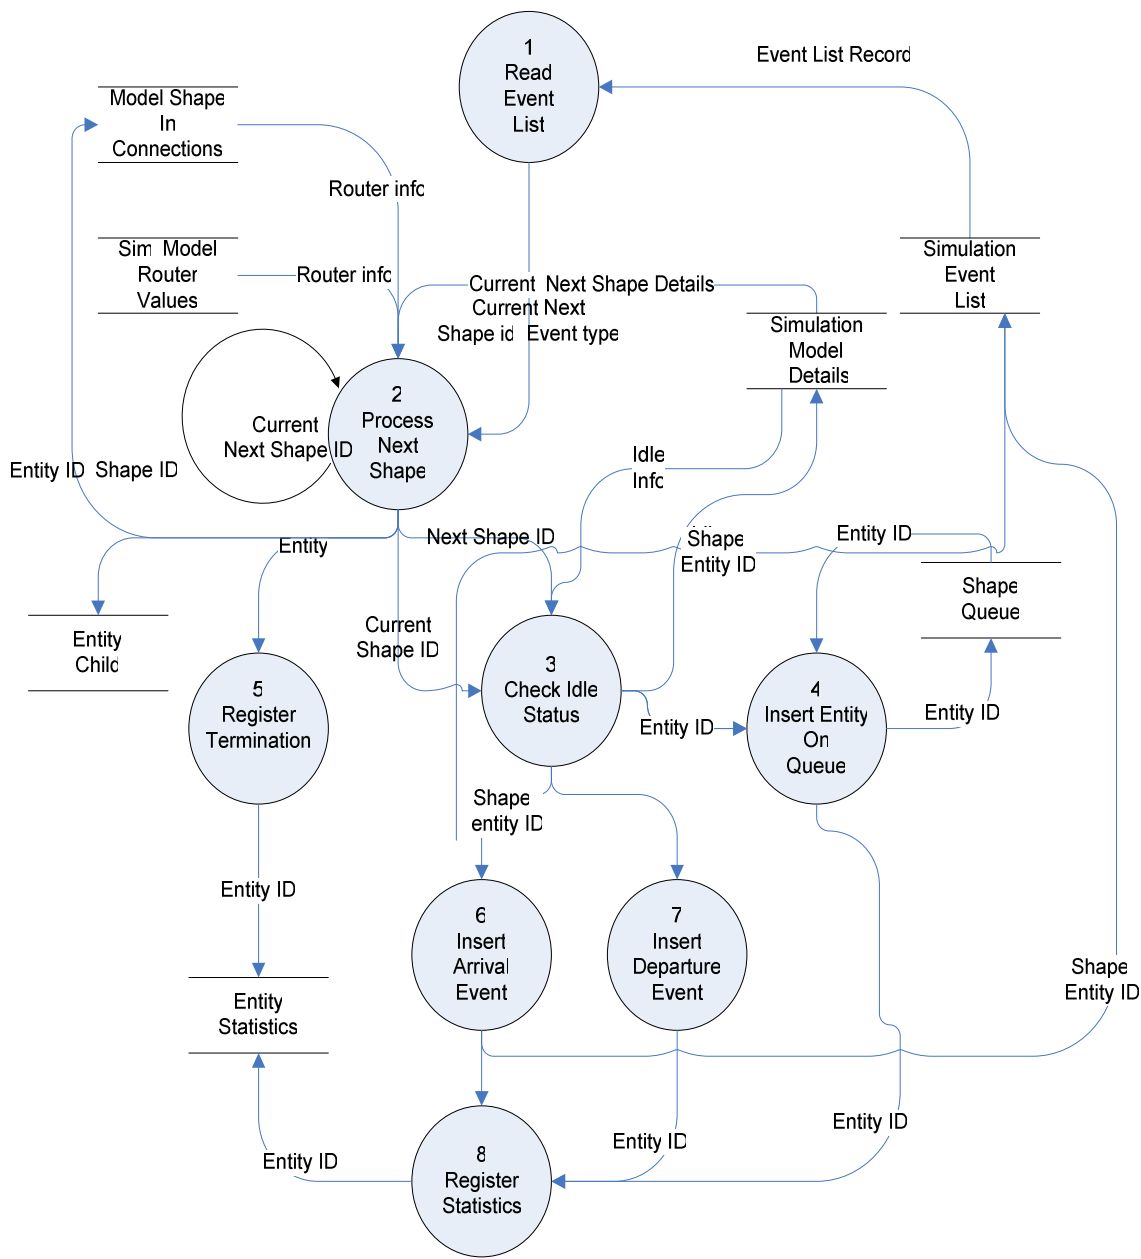 1
Read
Event
List
Event List Record
Model Shape
In
Connections
Router info
Sim Model
Router
Values
Router info
Simulation
Event
List
Current Next Shape Details
Current Next
Shape id Event type
Simulation
Model
Details
2
Process
Next
Shape
Current
Next Shape ID
Entity ID Shape ID
Idle
Info
Entity
Next Shape ID
Shape
Entity ID
Entity ID
Shape
Queue
Entity
Child
Current
Shape ID
5
Register
Termination
3
Check Idle
Status
Entity ID
4
Insert Entity
On
Queue
Entity ID
Shape
entity ID
Entity ID
6
Insert
Arrival
Event
7
Insert
Departure
Event
Shape
Entity ID
Entity
Statistics
Entity ID
Entity ID
Entity ID
8
Register
Statistics